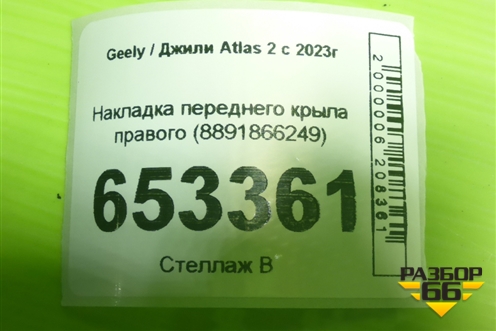 Geely / Джили Atlas 2 с 2023г
Накладка переднего крыла
правого (8891866249)
653361
Стеллаж В
2000006208361
РАЗБОР
66